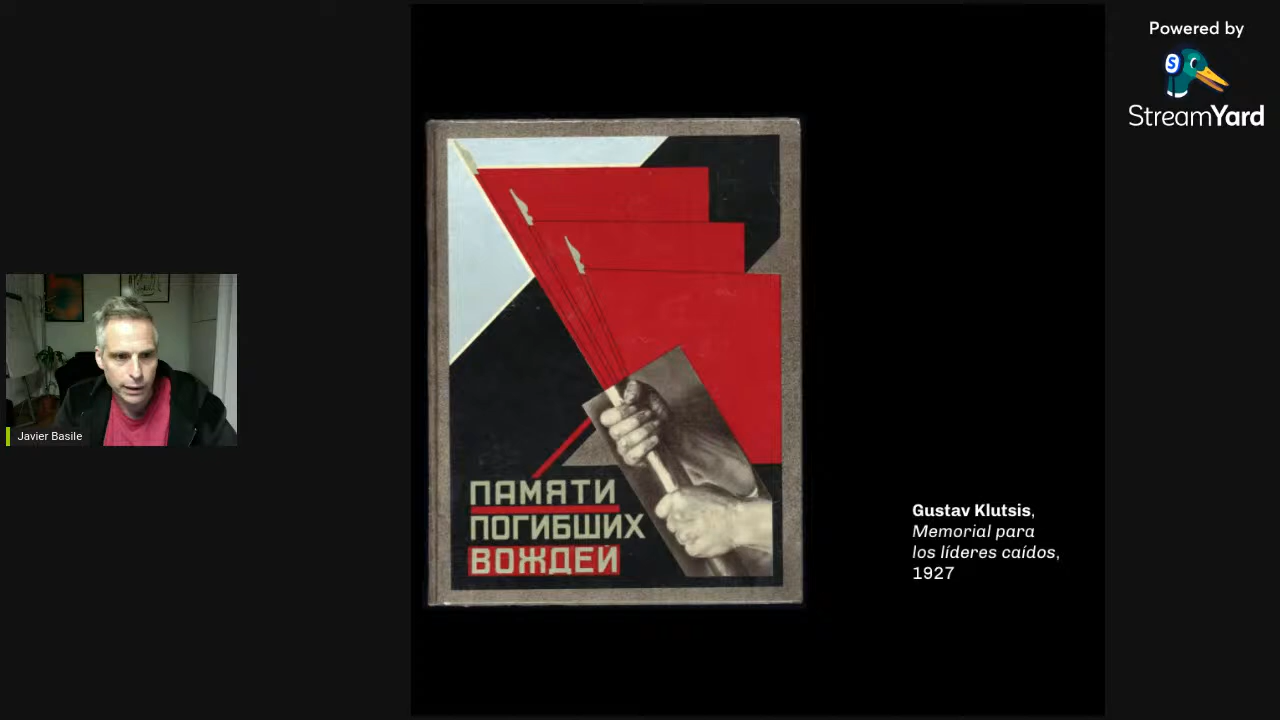 Powered by
S
StreamYard
Javier Basile
ПАМЯТИ
ПОГИБШИХ
ВОЖДЕЙ
Gustav Klutsis,
Memorial para
los líderes caídos,
1927